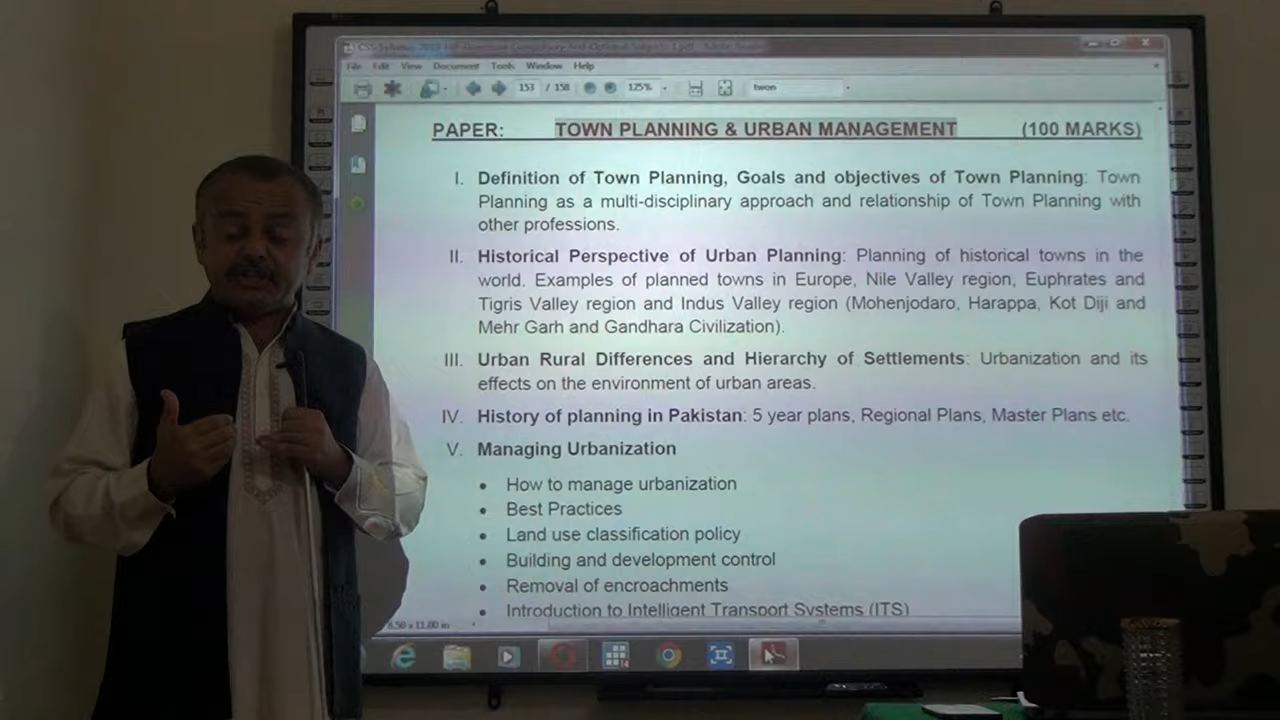 File Edit View Document Tools Window Help
153 / 158 125% twon
PAPER: TOWN PLANNING & URBAN MANAGEMENT (100 MARKS)
I. Definition of Town Planning, Goals and objectives of Town Planning: Town
Planning as a multi-disciplinary approach and relationship of Town Planning with
other professions.
II. Historical Perspective of Urban Planning: Planning of historical towns in the
world. Examples of planned towns in Europe, Nile Valley region, Euphrates and
Tigris Valley region and Indus Valley region (Mohenjodaro, Harappa, Kot Diji and
Mehr Garh and Gandhara Civilization).
III. Urban Rural Differences and Hierarchy of Settlements: Urbanization and its
effects on the environment of urban areas.
IV. History of planning in Pakistan: 5 year plans, Regional Plans, Master Plans etc.
V. Managing Urbanization
• How to manage urbanization
• Best Practices
• Land use classification policy
• Building and development control
• Removal of encroachments
• Introduction to Intelligent Transport Systems (ITS)
8.50 x 11.00 in